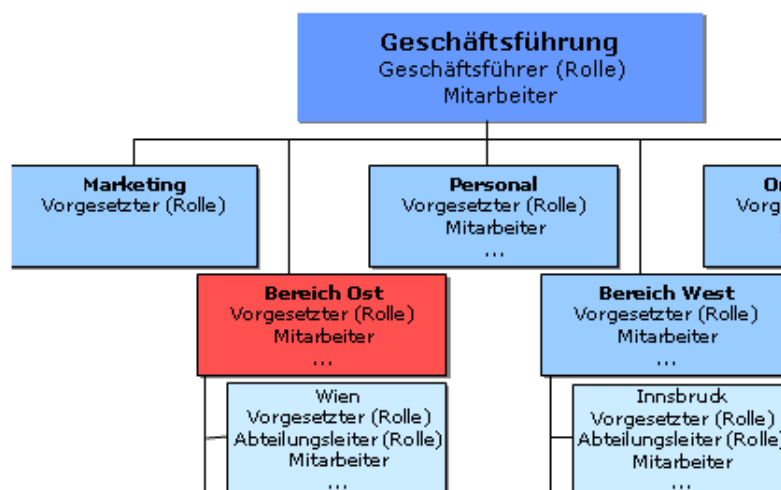 Geschäftsführung
Geschäftsführer (Rolle)
Mitarbeiter
Marketing
Vorgesetzter (Rolle)
Personal
Vorgesetzter (Rolle)
Mitarbeiter
...
Bereich Ost
Vorgesetzter (Rolle)
Mitarbeiter
...
Bereich West
Vorgesetzter (Rolle)
Mitarbeiter
...
Wien
Vorgesetzter (Rolle)
Abteilungsleiter (Rolle)
Mitarbeiter
...
Innsbruck
Vorgesetzter (Rolle)
Abteilungsleiter (Rolle)
Mitarbeiter
...